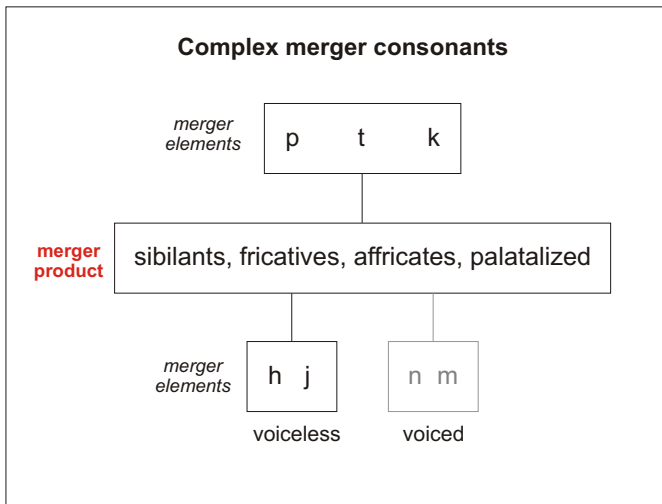 Complex merger consonants
merger
elements
p t k
merger
product
sibilants, fricatives, affricates, palatalized
merger
elements
h j
n m
voiceless
voiced